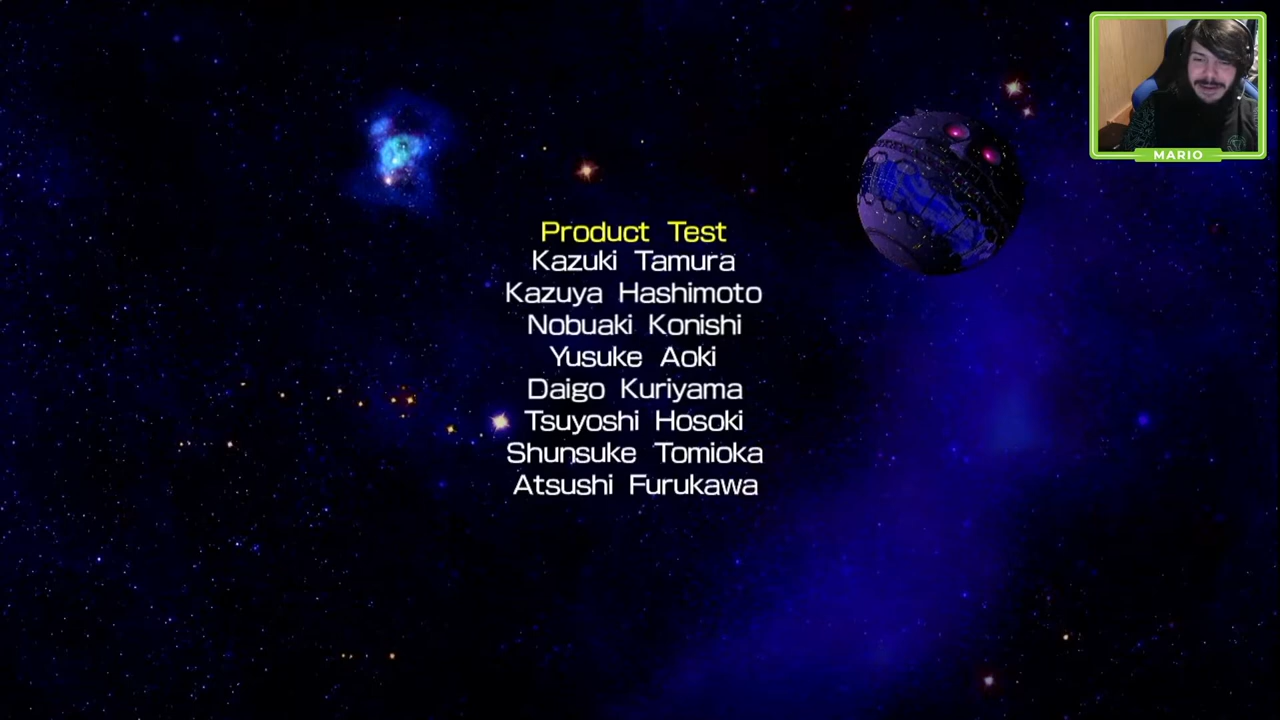 MARIO
Product Test
Kazuki Tamura
Kazuya Hashimoto
Nobuaki Konishi
Yusuke Aoki
Daigo Kuriyama
Tsuyoshi Hosoki
Shunsuke Tomioka
Atsushi Furukawa